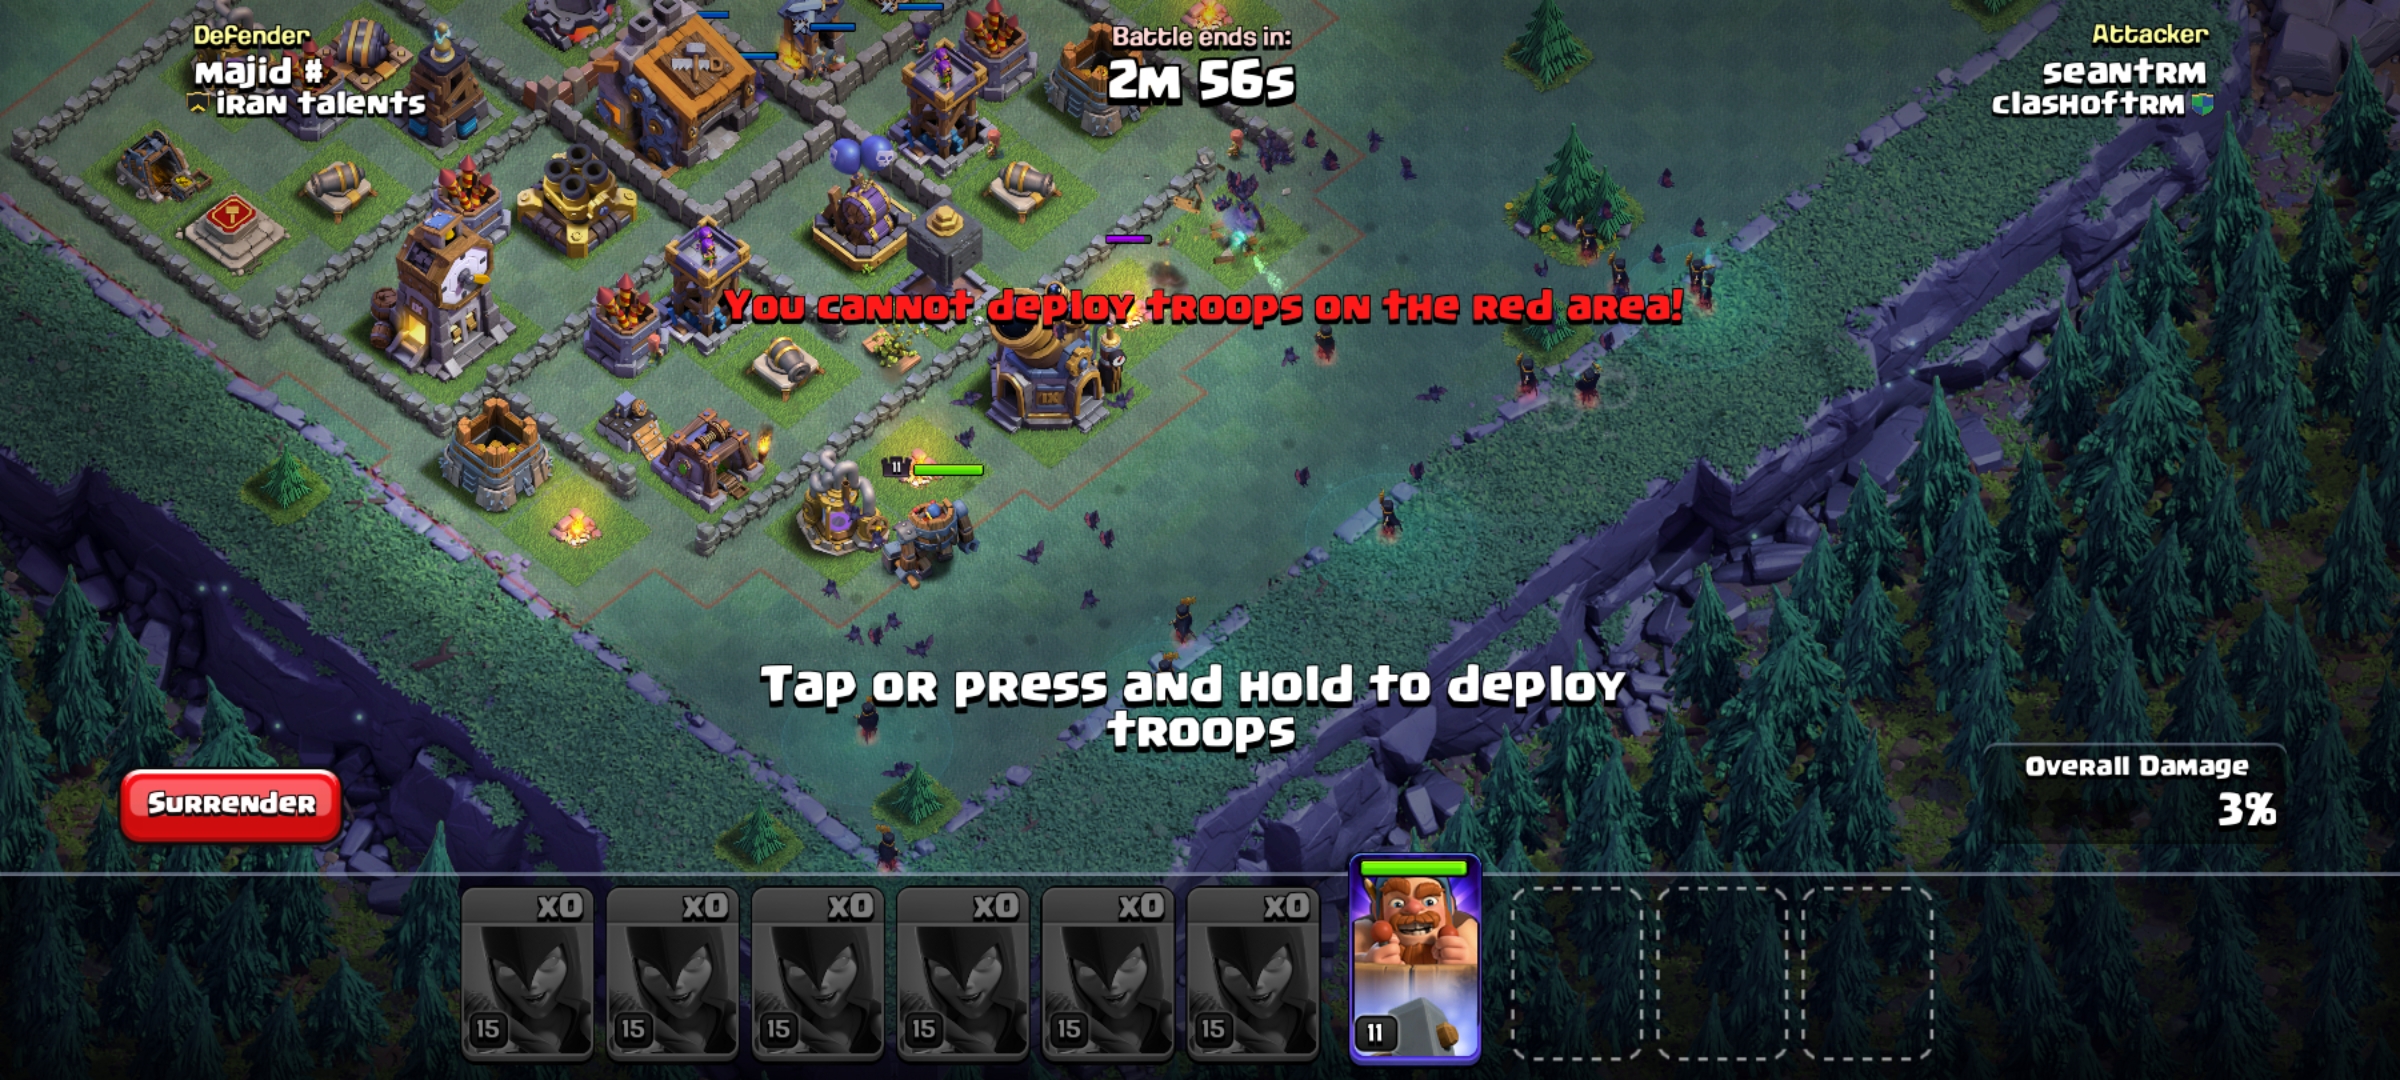 Defender
majid #
iran talents
Battle ends in:
2m 56s
Attacker
seantrm
clashoftrm
You cannot deploy troops on the red area!
11
Tap or press and hold to deploy
troops
Surrender
Overall Damage
3%
x0 x0 x0 x0 x0 x0
15 15 15 15 15 15 11